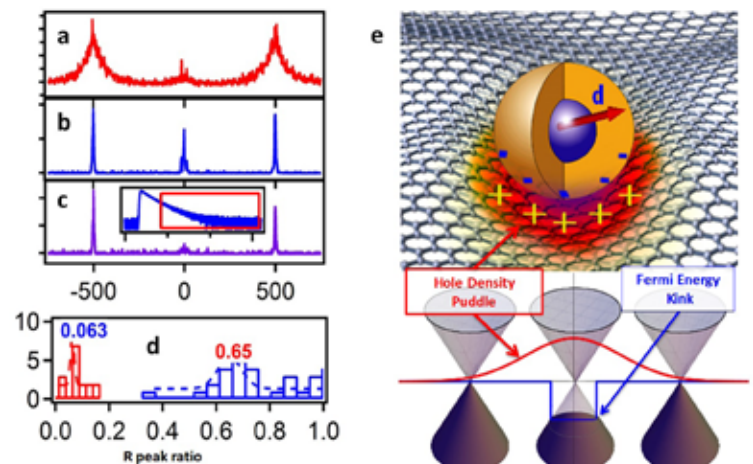 a
b
c
-500 0 500
10
5
0
0.063
d
0.65
0.0 0.2 0.4 0.6 0.8 1.0
R peak ratio
e
d
- - - - -
+ + + + +
Hole Density
Puddle
Fermi Energy
Kink